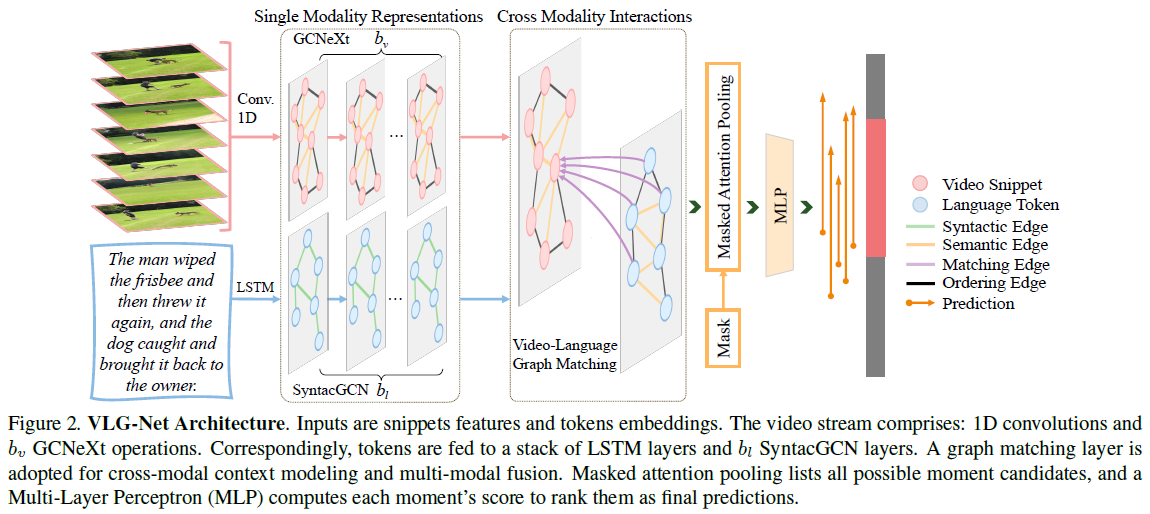 Single Modality Representations
Cross Modality Interactions
GCNeXt
bᵥ
Conv.
1D
...
The man wiped
the frisbee and
then threw it
again, and the
dog caught and
brought it back to
the owner.
LSTM
...
SyntacGCN bₗ
Video-Language
Graph Matching
Masked Attention Pooling
Mask
MLP
Video Snippet
Language Token
Syntactic Edge
Semantic Edge
Matching Edge
Ordering Edge
Prediction
Figure 2. VLG-Net Architecture. Inputs are snippets features and tokens embeddings. The video stream comprises: 1D convolutions and
bᵥ GCNeXt operations. Correspondingly, tokens are fed to a stack of LSTM layers and bₗ SyntacGCN layers. A graph matching layer is
adopted for cross-modal context modeling and multi-modal fusion. Masked attention pooling lists all possible moment candidates, and a
Multi-Layer Perceptron (MLP) computes each moment's score to rank them as final predictions.